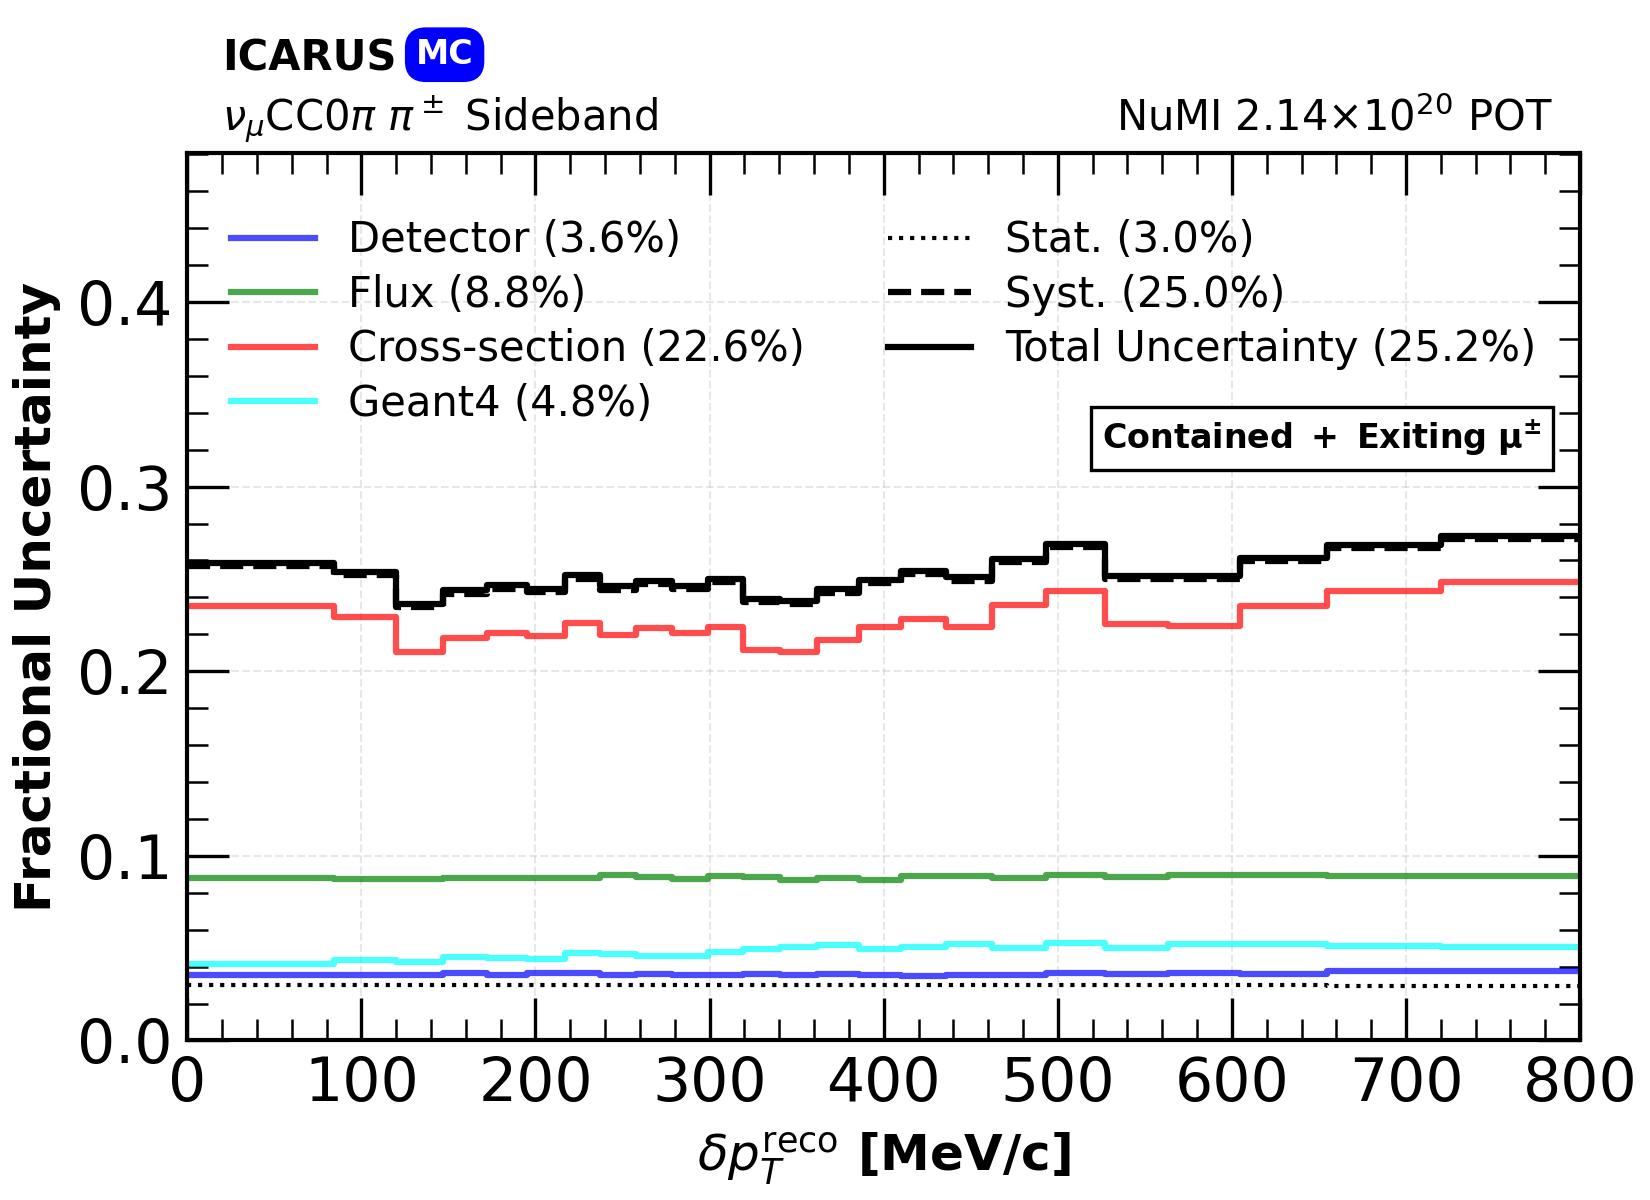 ICARUS MC
νμCC0π π± Sideband
NuMI 2.14×10²⁰ POT
Detector (3.6%)
Flux (8.8%)
Cross-section (22.6%)
Geant4 (4.8%)
Stat. (3.0%)
Syst. (25.0%)
Total Uncertainty (25.2%)
Contained + Exiting μ±
Fractional Uncertainty
0.4
0.3
0.2
0.1
0.0
0 100 200 300 400 500 600 700 800
δp_T^reco [MeV/c]